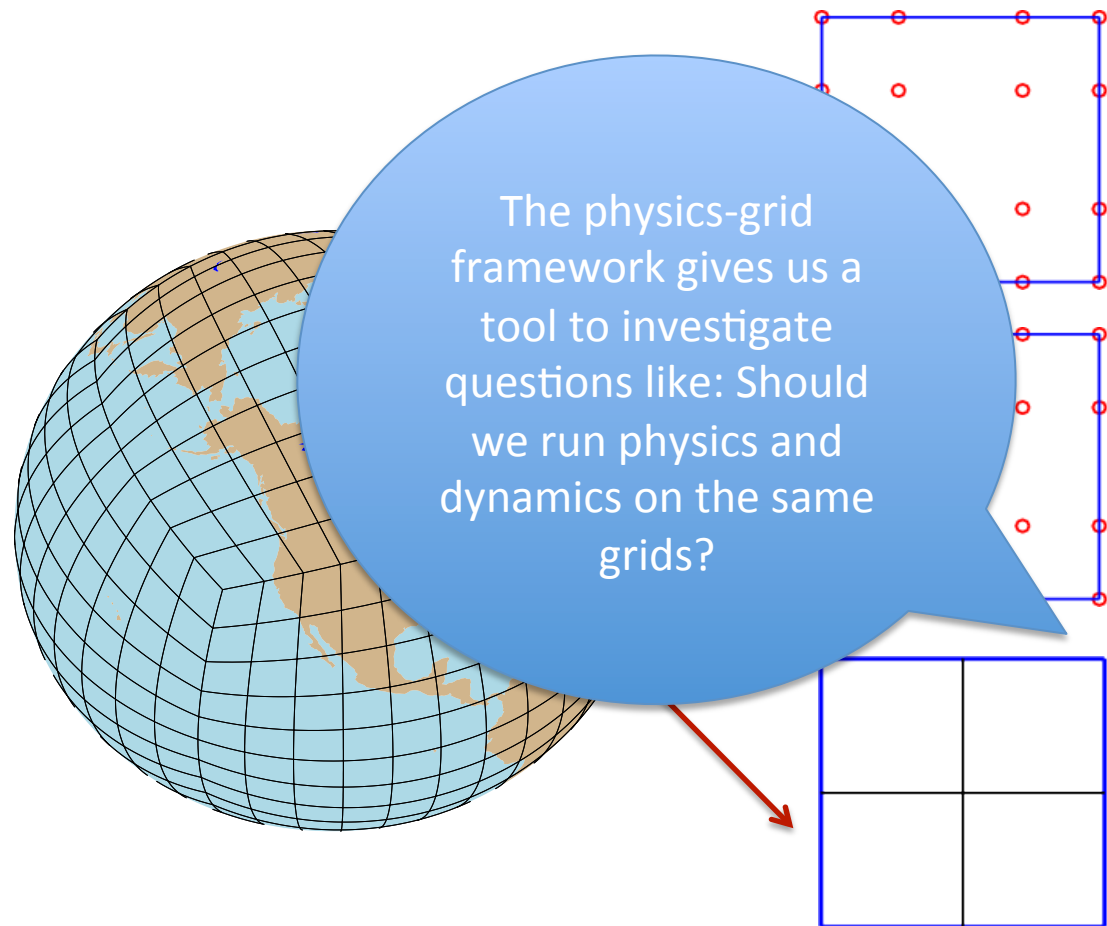 The physics-grid
framework gives us a
tool to investigate
questions like: Should
we run physics and
dynamics on the same
grids?